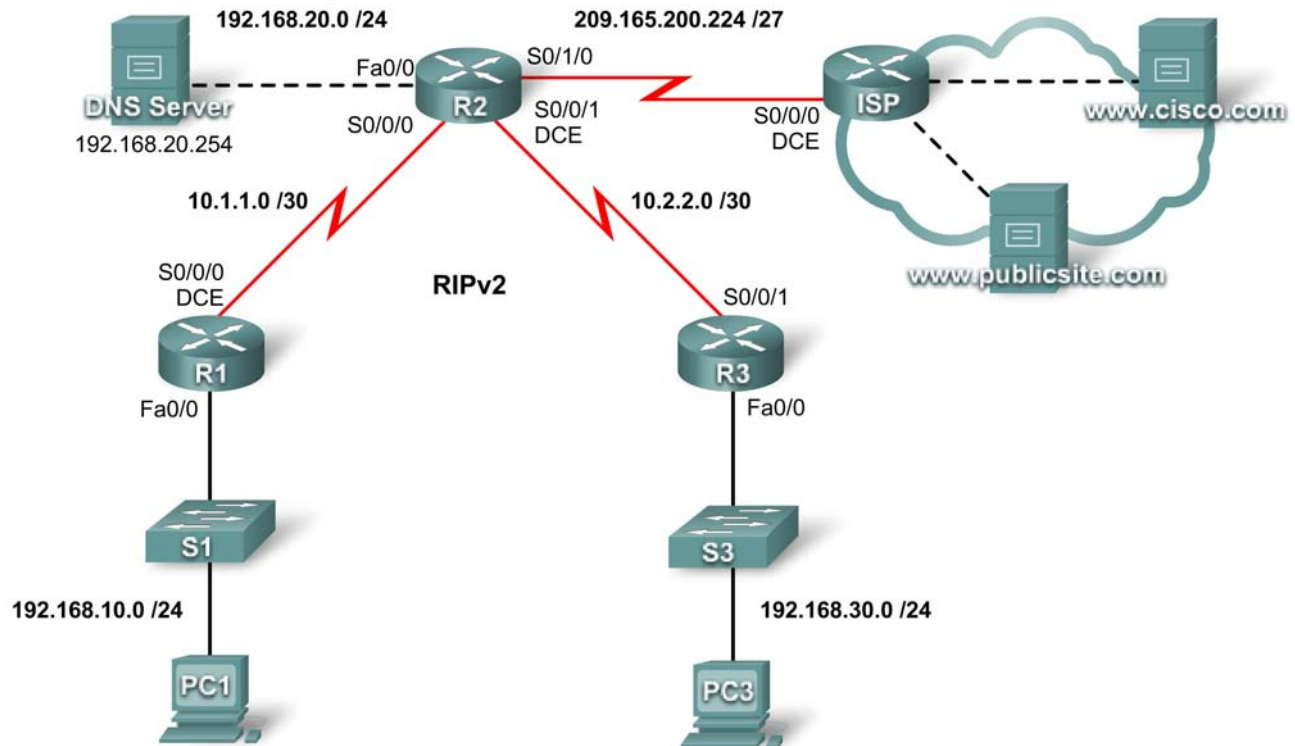 192.168.20.0 /24
209.165.200.224 /27
Fa0/0
S0/1/0
DNS Server
R2
ISP
www.cisco.com
192.168.20.254
S0/0/0
S0/0/1
DCE
S0/0/0
DCE
10.1.1.0 /30
10.2.2.0 /30
www.publicsite.com
S0/0/0
DCE
RIPv2
S0/0/1
R1
R3
Fa0/0
Fa0/0
S1
S3
192.168.10.0 /24
192.168.30.0 /24
PC1
PC3